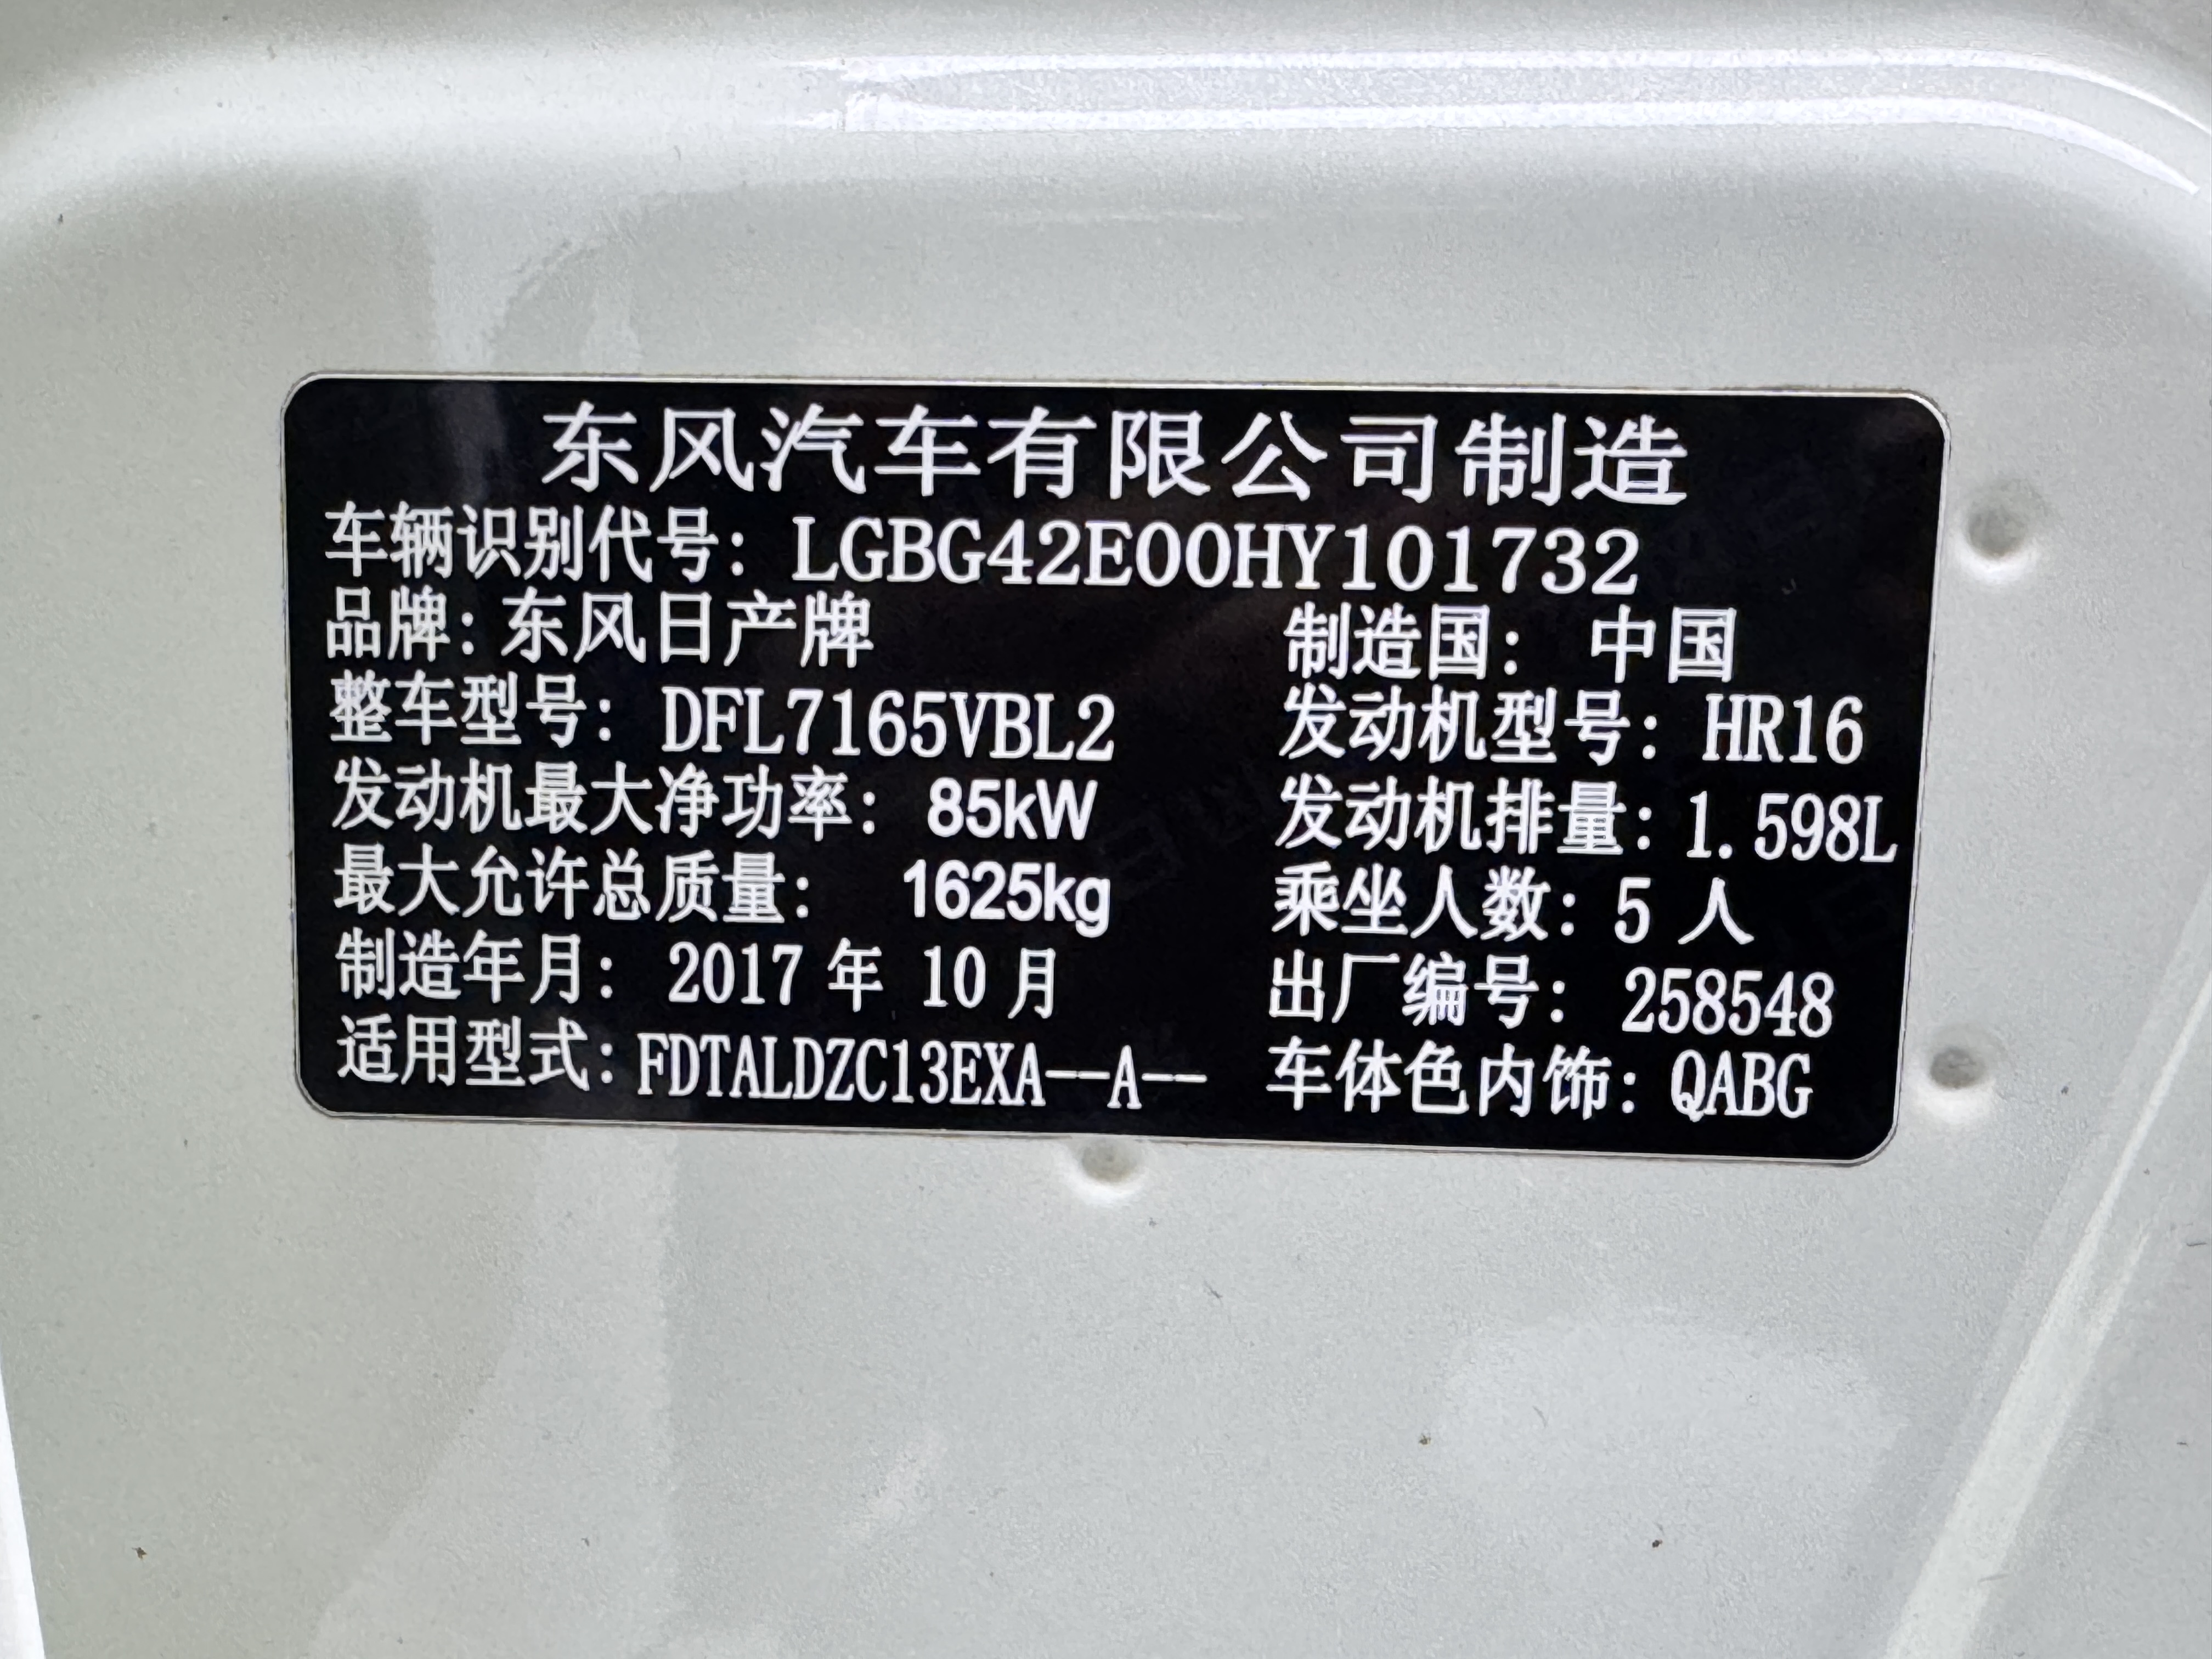 东风汽车有限公司制造
车辆识别代号：LGBG42E00HY101732
品牌：东风日产牌 制造国：中国
整车型号：DFL7165VBL2 发动机型号：HR16
发动机最大净功率：85kW 发动机排量：1.598L
最大允许总质量：1625kg 乘坐人数：5 人
制造年月：2017 年 10 月 出厂编号：258548
适用型式：FDTALDZC13EXA--A-- 车体色内饰：QABG